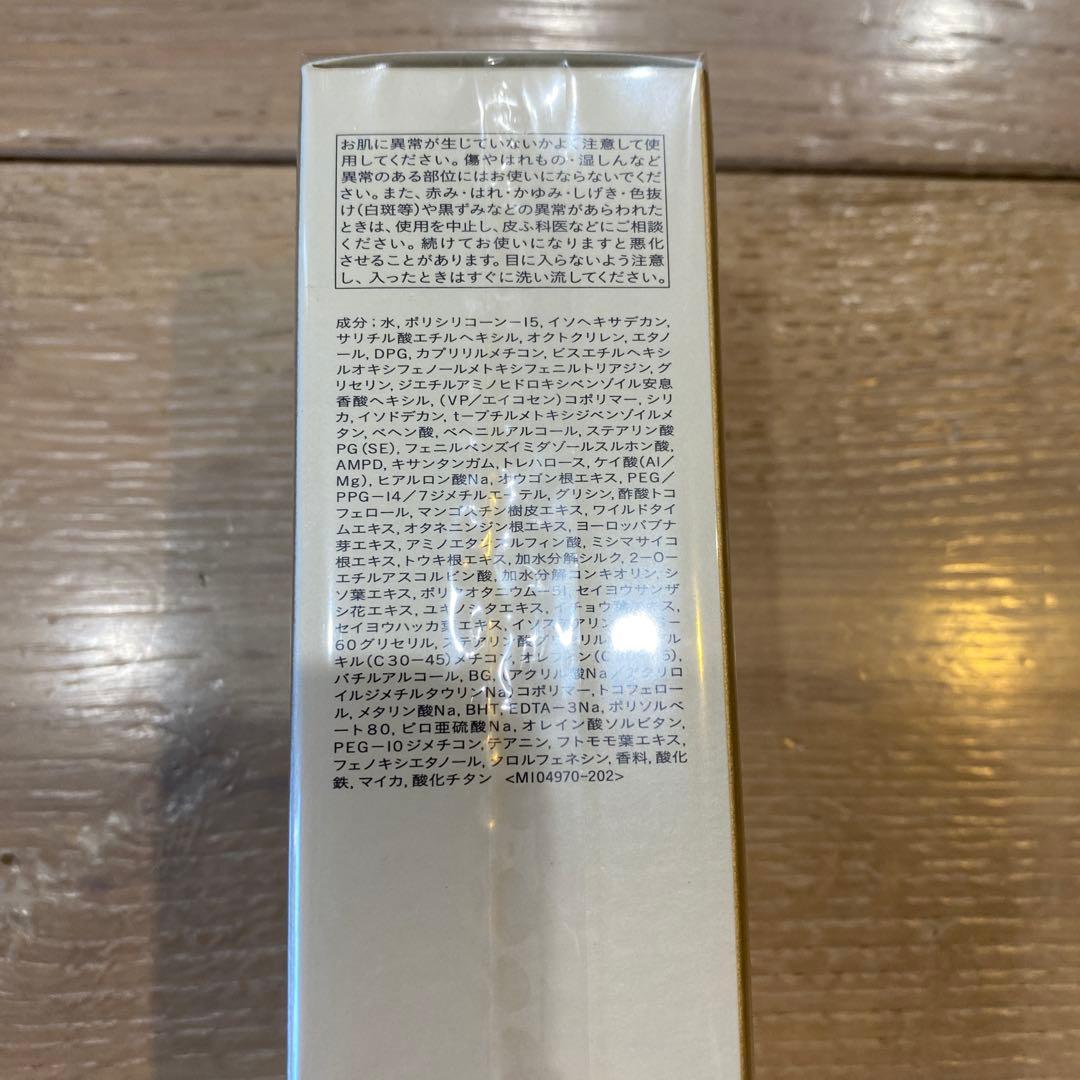 お肌に異常が生じていないかよく注意して使
用してください。傷やはれもの・湿しんなど
異常のある部位にはお使いにならないでくだ
さい。また、赤み・はれ・かゆみ・しげき・色抜
け(白斑等)や黒ずみなどの異常があらわれた
ときは、使用を中止し、皮ふ科医などにご相談
ください。続けてお使いになりますと悪化
させることがあります。目に入らないよう注意
し、入ったときはすぐに洗い流してください。
成分;水,ポリシリコーン-15,イソヘキサデカン,
サリチル酸エチルヘキシル,オクトクリレン,エタノ
ール,DPG,カプリリルメチコン,ビスエチルヘキシ
ルオキシフェノールメトキシフェニルトリアジン,グ
リセリン,ジエチルアミノヒドロキシベンゾイル安息
香酸ヘキシル,(VP/エイコセン)コポリマー,シリ
カ,イソドデカン,t-ブチルメトキシジベンゾイルメ
タン,ベヘン酸,ベヘニルアルコール,ステアリン酸
PG(SE),フェニルベンズイミダゾールスルホン酸,
AMPD,キサンタンガム,トレハロース,ケイ酸(Al/
Mg),ヒアルロン酸Na,オウゴン根エキス,PEG/
PPG-14/7ジメチルエーテル,グリシン,酢酸トコ
フェロール,マンゴスチン樹皮エキス,ワイルドタイ
ムエキス,オタネニンジン根エキス,ヨーロッパブナ
芽エキス,アミノエタンスルフィン酸,ミシマサイコ
根エキス,トウキ根エキス,加水分解シルク,2-O-
エチルアスコルビン酸,加水分解コンキオリン,シ
ソ葉エキス,ポリクオタニウム-51,セイヨウサンザ
シ花エキス,ユキノシタエキス,イチョウ葉エキス,
セイヨウハッカ葉エキス,イソステアリン
60グリセリル,ステアリン酸グリセリル
キル(C30-45)メチコン,オレフィン
バチルアルコール,BG,(アクリル酸Na/アクリロ
イルジメチルタウリンNa)コポリマー,トコフェロー
ル,メタリン酸Na,BHT,EDTA-3Na,ポリソルベ
ート80,ピロ亜硫酸Na,オレイン酸ソルビタン,
PEG-10ジメチコン,テアニン,フトモモ葉エキス,
フェノキシエタノール,クロルフェネシン,香料,酸化
鉄,マイカ,酸化チタン <MI04970-202>